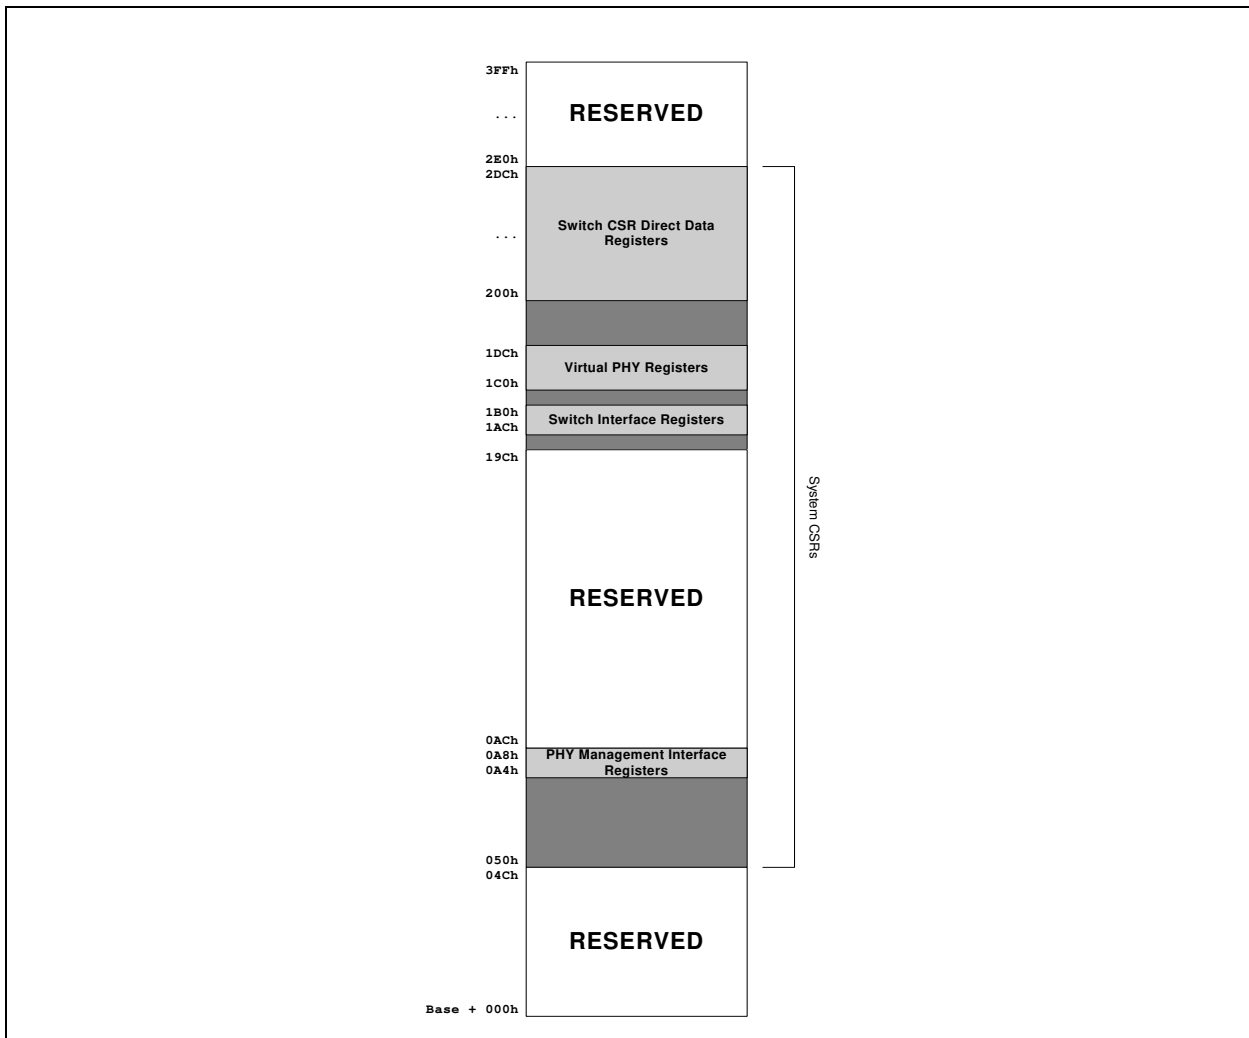 3FFh
RESERVED
...
2E0h
2DCh
Switch CSR Direct Data
Registers
...
200h
1DCh
Virtual PHY Registers
1C0h
1B0h
Switch Interface Registers
1ACh
19Ch
System CSRs
RESERVED
0ACh
0A8h
PHY Management Interface
Registers
0A4h
050h
04Ch
RESERVED
Base + 000h